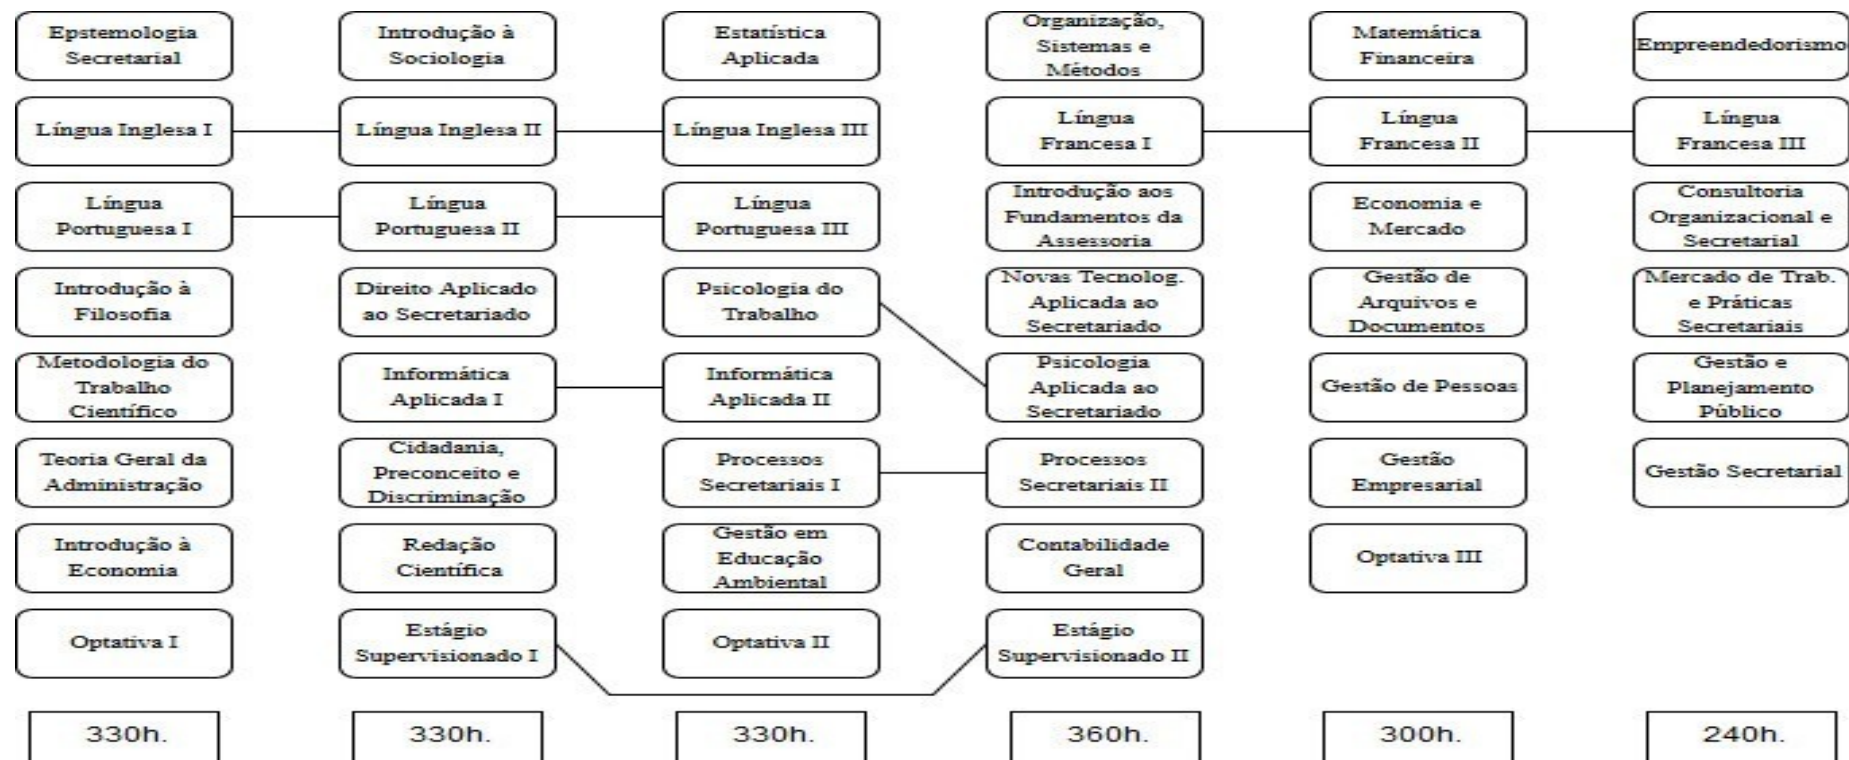 Epstemologia
Secretarial
Introdução à
Sociologia
Estatística
Aplicada
Organização,
Sistemas e
Métodos
Matemática
Financeira
Empreendedorismo
Língua Inglesa I
Língua Inglesa II
Língua Inglesa III
Língua
Francesa I
Língua
Francesa II
Língua
Francesa III
Língua
Portuguesa I
Língua
Portuguesa II
Língua
Portuguesa III
Introdução aos
Fundamentos da
Assessoria
Economia e
Mercado
Consultoria
Organizacional e
Secretarial
Introdução à
Filosofia
Direito Aplicado
ao Secretariado
Psicologia do
Trabalho
Novas Tecnolog.
Aplicada ao
Secretariado
Gestão de
Arquivos e
Documentos
Mercado de Trab.
e Práticas
Secretariais
Metodologia do
Trabalho
Científico
Informática
Aplicada I
Informática
Aplicada II
Psicologia
Aplicada ao
Secretariado
Gestão de Pessoas
Gestão e
Planejamento
Público
Teoria Geral da
Administração
Cidadania,
Preconceito e
Discriminação
Processos
Secretariais I
Processos
Secretariais II
Gestão
Empresarial
Gestão Secretarial
Introdução à
Economia
Redação
Científica
Gestão em
Educação
Ambiental
Contabilidade
Geral
Optativa III
Optativa I
Estágio
Supervisionado I
Optativa II
Estágio
Supervisionado II
330h.
330h.
330h.
360h.
300h.
240h.